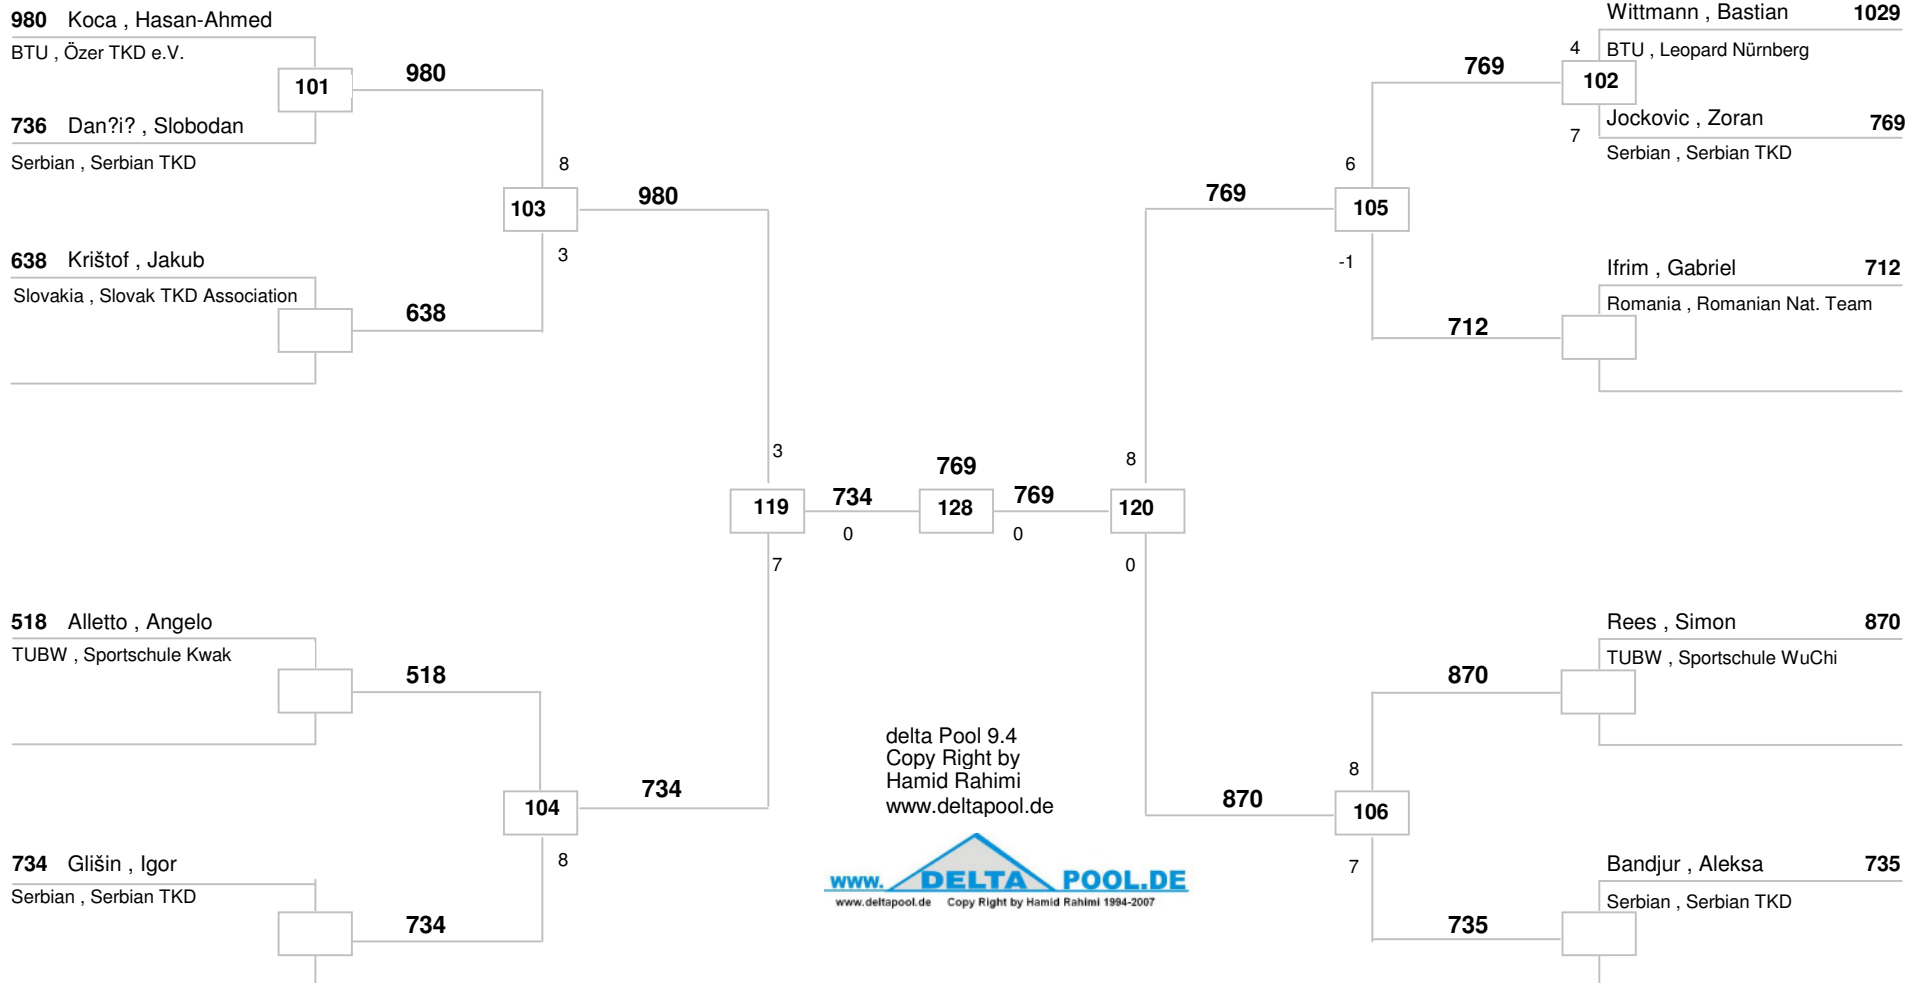 980 Koca , Hasan-Ahmed
BTU , Özer TKD e.V.
101
980
736 Dan?i? , Slobodan
Serbian , Serbian TKD
8
103
980
3
638 Krištof , Jakub
Slovakia , Slovak TKD Association
638
3
119
734
0
7
518 Alletto , Angelo
TUBW , Sportschule Kwak
518
104
734
8
734 Glišin , Igor
Serbian , Serbian TKD
734
769
128
769
0
8
120
0
Wittmann , Bastian 1029
4
BTU , Leopard Nürnberg
769
102
7
Jockovic , Zoran 769
Serbian , Serbian TKD
6
769
105
-1
Ifrim , Gabriel 712
Romania , Romanian Nat. Team
712
Rees , Simon 870
TUBW , Sportschule WuChi
870
8
870
106
7
Bandjur , Aleksa 735
Serbian , Serbian TKD
735
delta Pool 9.4
Copy Right by
Hamid Rahimi
www.deltapool.de
WWW. DELTA POOL.DE
www.deltapool.de Copy Right by Hamid Rahimi 1994-2007